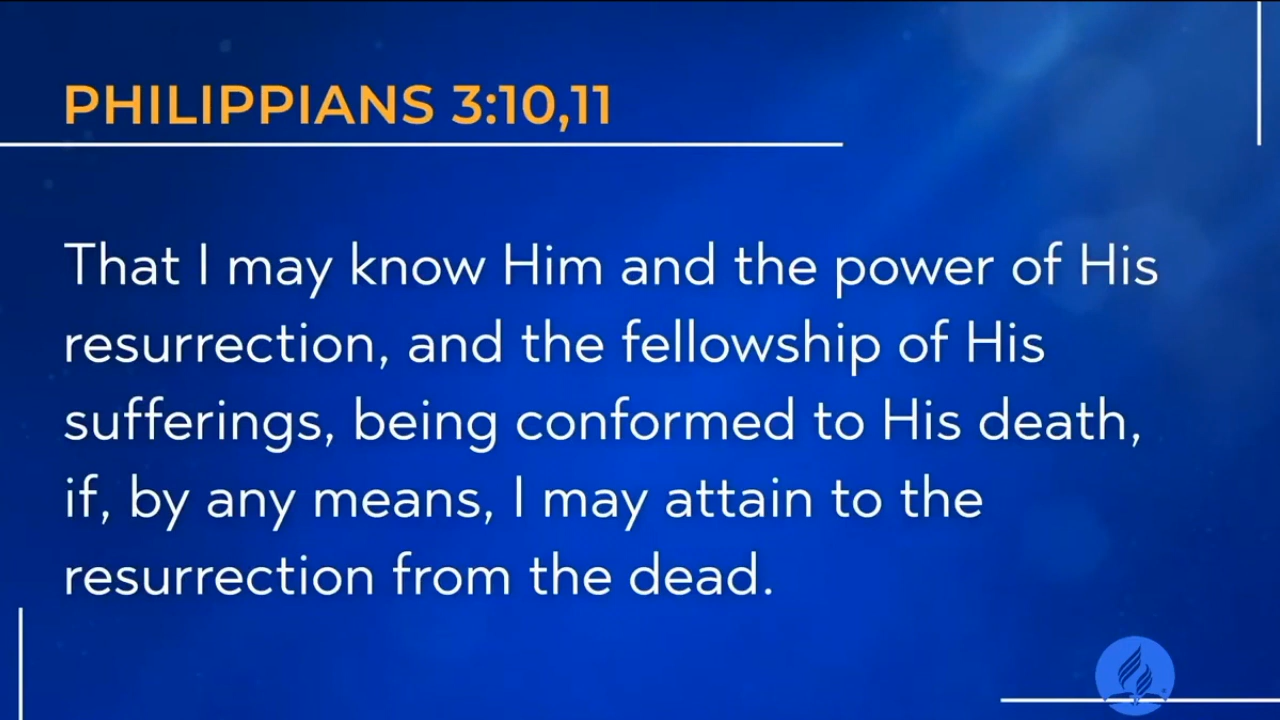 PHILIPPIANS 3:10,11
That I may know Him and the power of His
resurrection, and the fellowship of His
sufferings, being conformed to His death,
if, by any means, I may attain to the
resurrection from the dead.